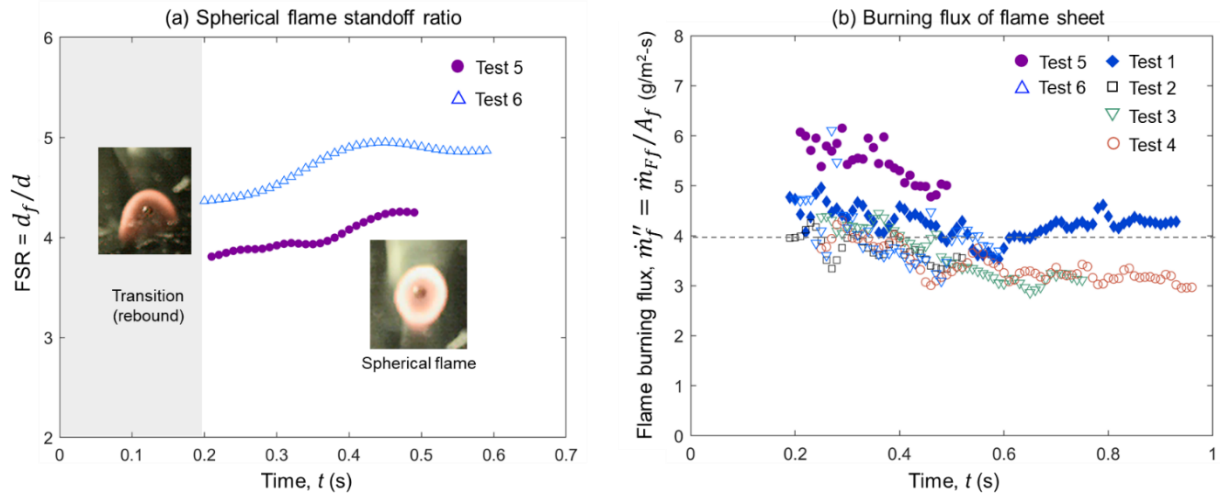 (a) Spherical flame standoff ratio
6
5
4
3
2
FSR = d_f/d
Test 5
Test 6
Transition
(rebound)
Spherical flame
0 0.1 0.2 0.3 0.4 0.5 0.6 0.7
Time, t (s)
(b) Burning flux of flame sheet
8
7
6
5
4
3
2
1
0
Flame burning flux, ṁ″_f = ṁ_Ff/A_f (g/m²-s)
Test 5
Test 6
Test 1
Test 2
Test 3
Test 4
0 0.2 0.4 0.6 0.8 1
Time, t (s)